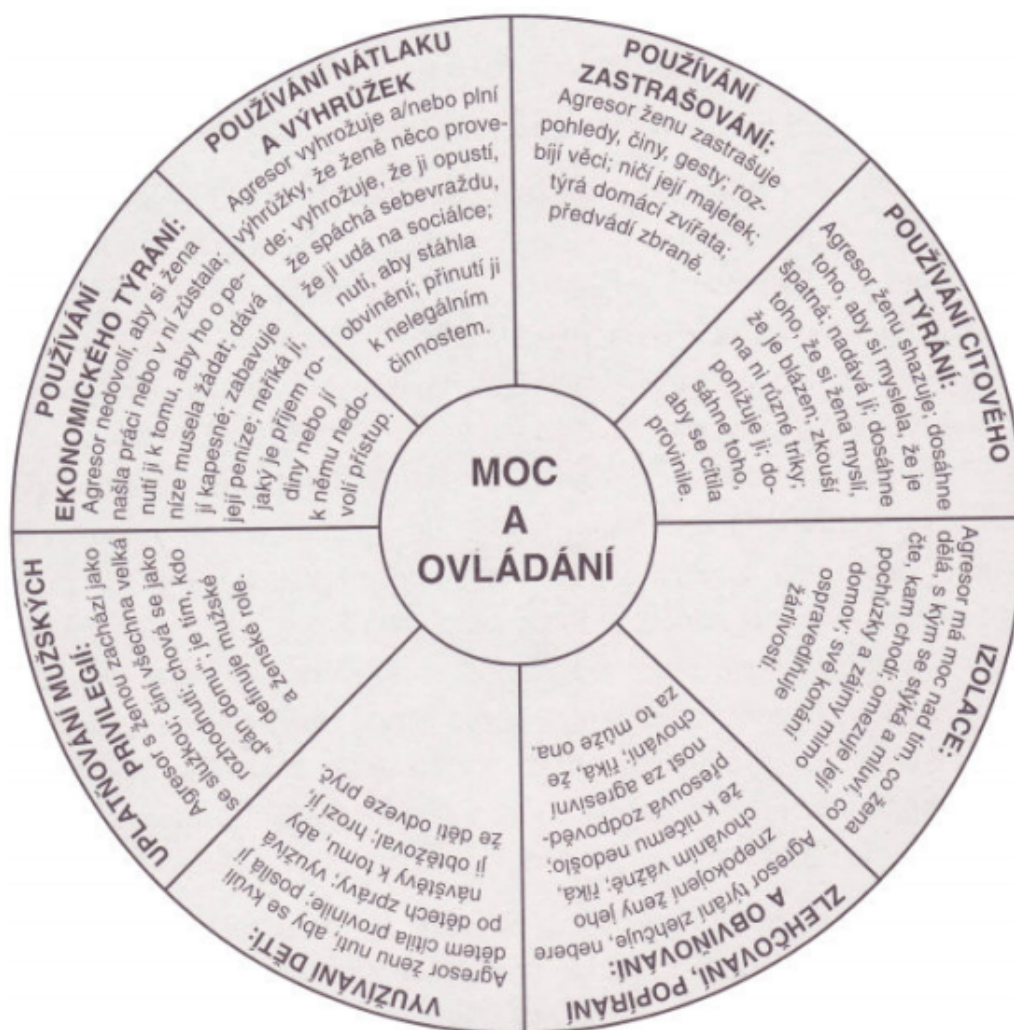 POUŽÍVÁNÍ NÁTLAKU
A VÝHRŮŽEK
Agresor vyhrožuje a/nebo plní
výhrůžky, že ženě něco prove-
de; vyhrožuje, že ji opustí,
že spáchá sebevraždu,
že ji udá na sociálce;
nutí, aby stáhla
obvinění; přinutí ji
k nelegálním
činnostem.
POUŽÍVÁNÍ
ZASTRAŠOVÁNÍ:
Agresor ženu zastrašuje
pohledy, činy, gesty; roz-
bíjí věci; ničí její majetek;
týrá domácí zvířata;
předvádí zbraně.
POUŽÍVÁNÍ CITOVÉHO
TÝRÁNÍ:
Agresor ženu shazuje; dosáhne
toho, aby si myslela, že je
špatná; nadává jí; dosáhne
toho, že si žena myslí,
že je blázen; zkouší
na ni různé triky;
ponižuje ji; do-
sáhne toho,
aby se cítila
provinile.
IZOLACE:
Agresor má moc nad tím, co žena
dělá, s kým se stýká a mluví, co
čte, kam chodí; omezuje její
pochůzky a zájmy mimo
domov; své konání
ospravedlňuje
žárlivostí.
ZLEHČOVÁNÍ, POPÍRÁNÍ
A OBVIŇOVÁNÍ:
Agresor týrání zlehčuje, nebere
znepokojení ženy jeho
chováním vážně; říká,
že k ničemu nedošlo;
přesouvá zodpověd-
nost za agresivní
chování; říká, že
za to může ona.
VYUŽÍVÁNÍ DĚTÍ:
Agresor ženu nutí, aby se kvůli
dětem cítila provinile; posílá jí
po dětech zprávy; využívá
návštěvy k tomu, aby
ji obtěžoval; hrozí jí,
že děti odveze pryč.
UPLATŇOVÁNÍ MUŽSKÝCH
PRIVILEGIÍ:
Agresor s ženou zachází jako
se služkou; činí všechna velká
rozhodnutí; chová se jako
„pán domu“; je tím, kdo
definuje mužské
a ženské role.
POUŽÍVÁNÍ
EKONOMICKÉHO TÝRÁNÍ:
Agresor nedovolí, aby si žena
našla práci nebo v ní zůstala;
nutí ji k tomu, aby ho o pe-
níze musela žádat; dává
jí kapesné; zabavuje
její peníze; neříká jí,
jaký je příjem ro-
diny nebo jí
k němu nedo-
volí přístup.
MOC
A
OVLÁDÁNÍ